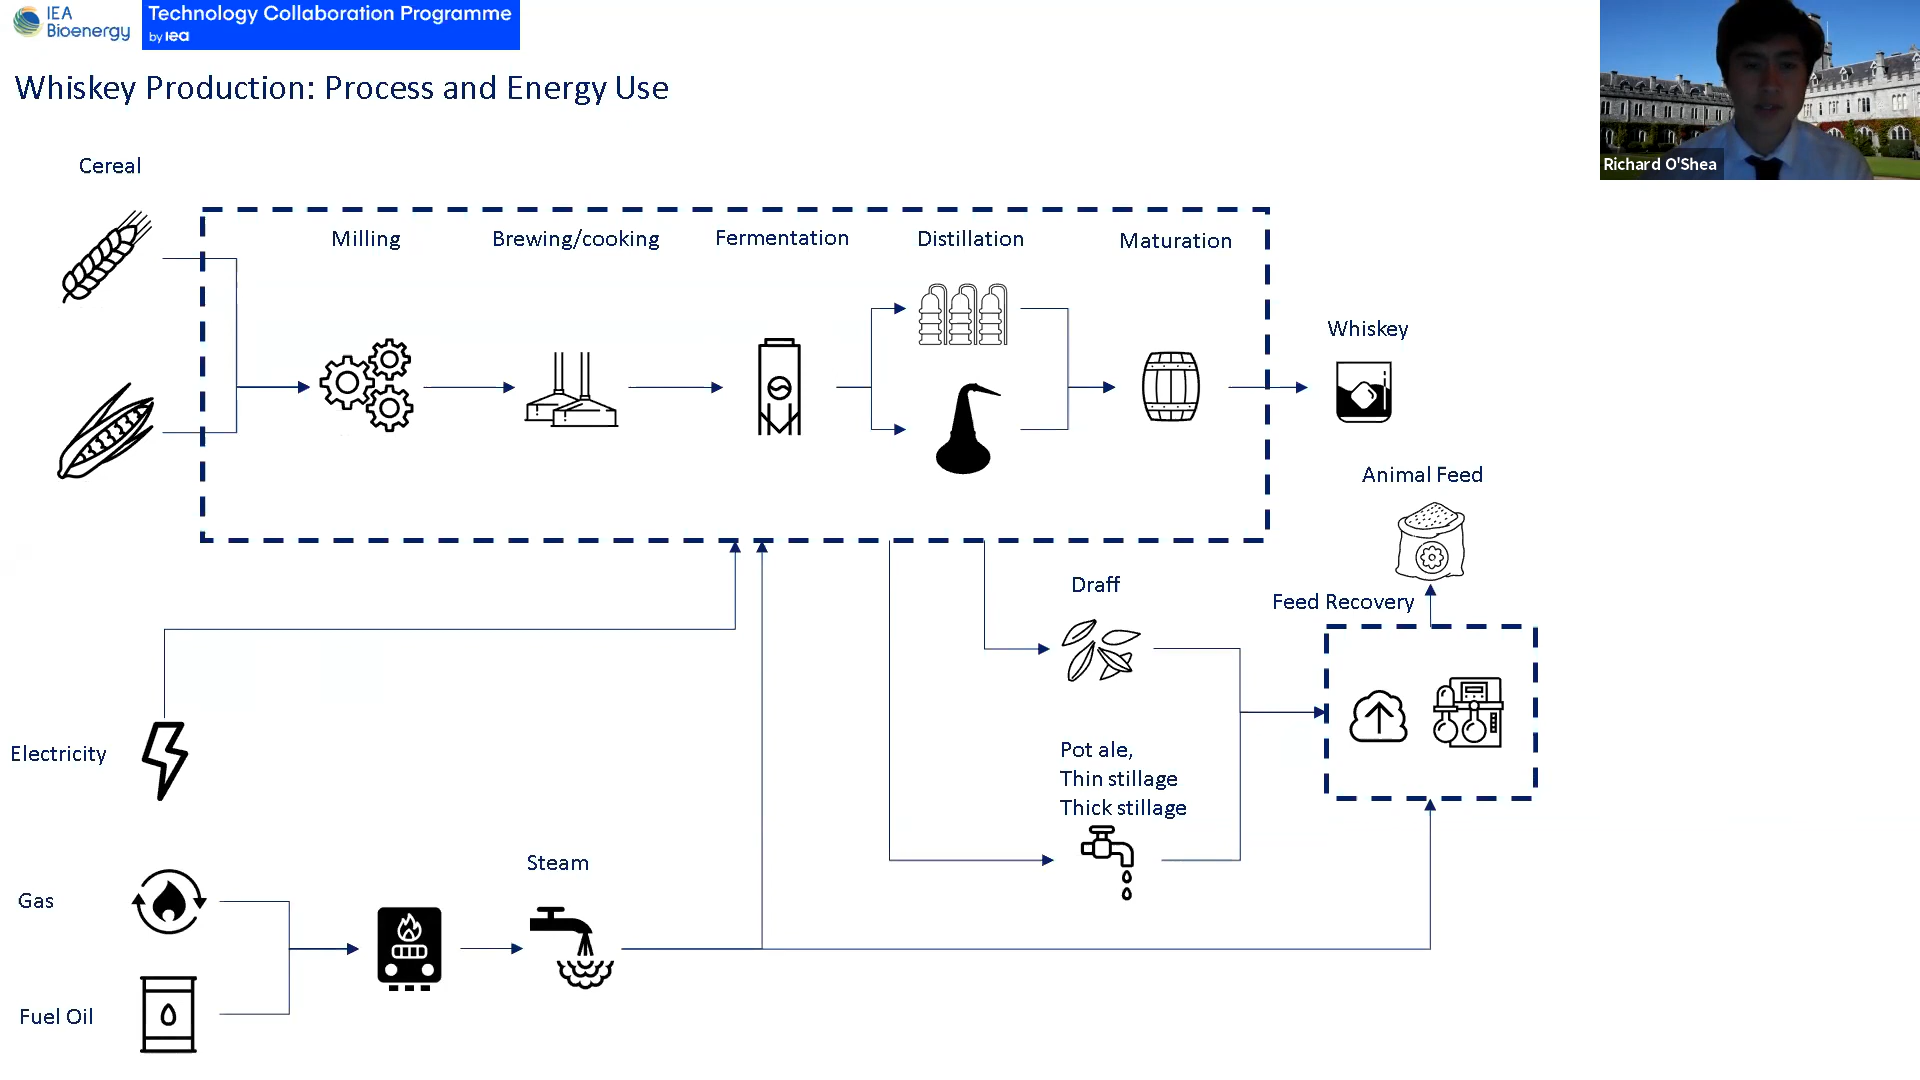 IEA
Bioenergy
Technology Collaboration Programme
by iea
Whiskey Production: Process and Energy Use
Richard O'Shea
Cereal
Milling
Brewing/cooking
Fermentation
Distillation
Maturation
Whiskey
Animal Feed
Draff
Feed Recovery
Electricity
Pot ale,
Thin stillage
Thick stillage
Steam
Gas
Fuel Oil